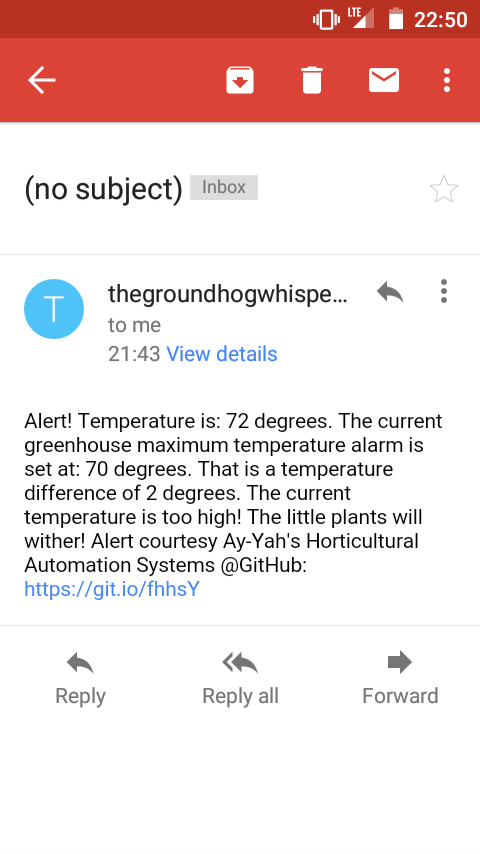 LTE 22:50
(no subject) Inbox
T
thegroundhogwhispe...
to me
21:43 View details
Alert! Temperature is: 72 degrees. The current
greenhouse maximum temperature alarm is
set at: 70 degrees. That is a temperature
difference of 2 degrees. The current
temperature is too high! The little plants will
wither! Alert courtesy Ay-Yah's Horticultural
Automation Systems @GitHub:
https://git.io/fhhsY
Reply Reply all Forward